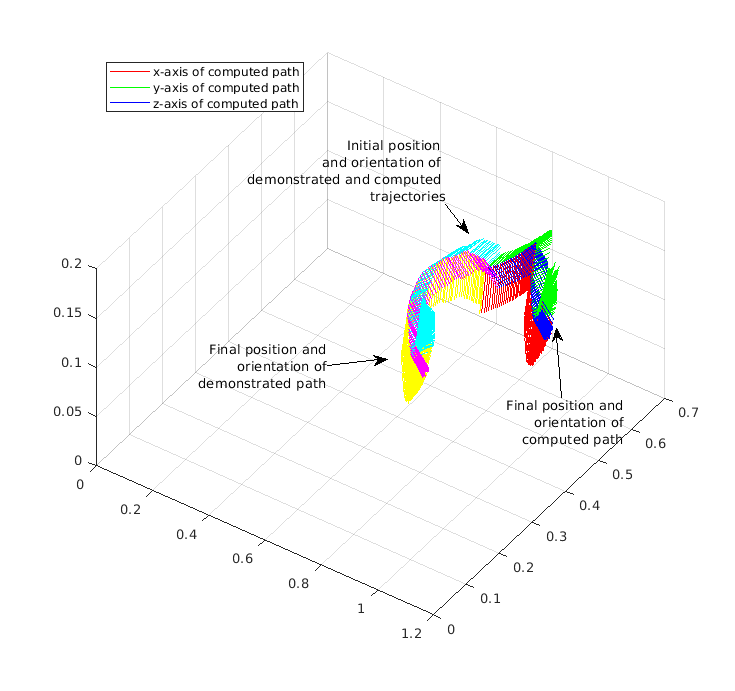 x-axis of computed path
y-axis of computed path
z-axis of computed path
Initial position
and orientation of
demonstrated and computed
trajectories
0.2
0.15
0.1
0.05
0
Final position and
orientation of
demonstrated path
Final position and
orientation of
computed path
0
0.2
0.4
0.6
0.8
1
1.2
0
0.1
0.2
0.3
0.4
0.5
0.6
0.7